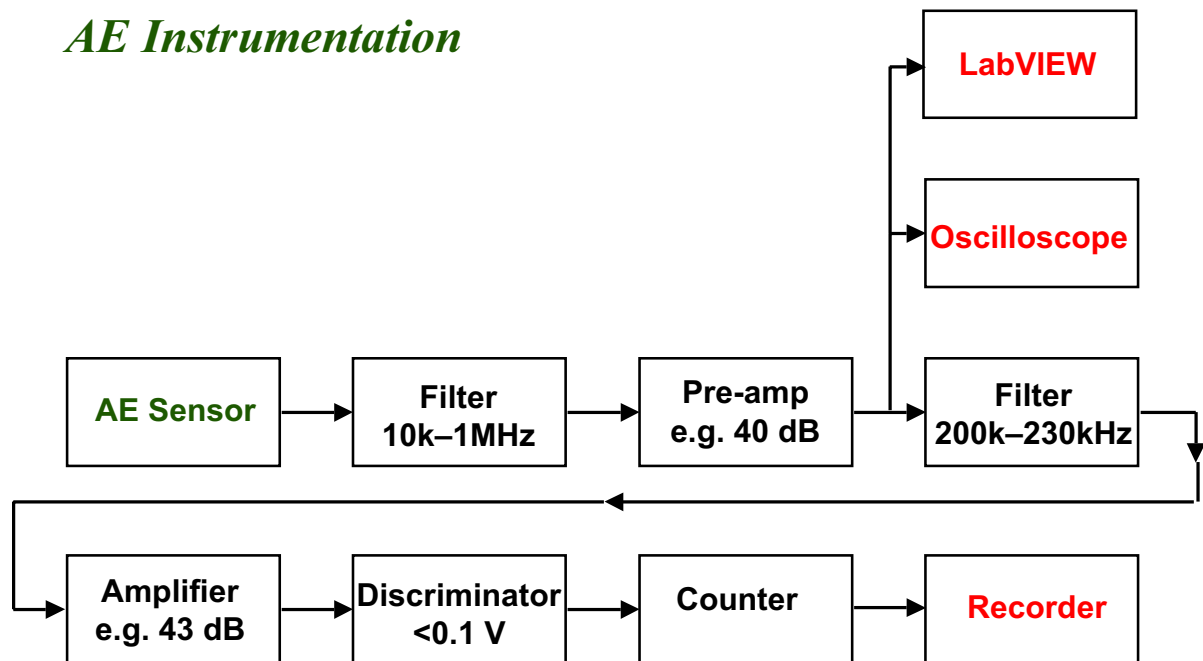 AE Instrumentation
LabVIEW
Oscilloscope
AE Sensor
Filter
10k–1MHz
Pre-amp
e.g. 40 dB
Filter
200k–230kHz
Amplifier
e.g. 43 dB
Discriminator
<0.1 V
Counter
Recorder